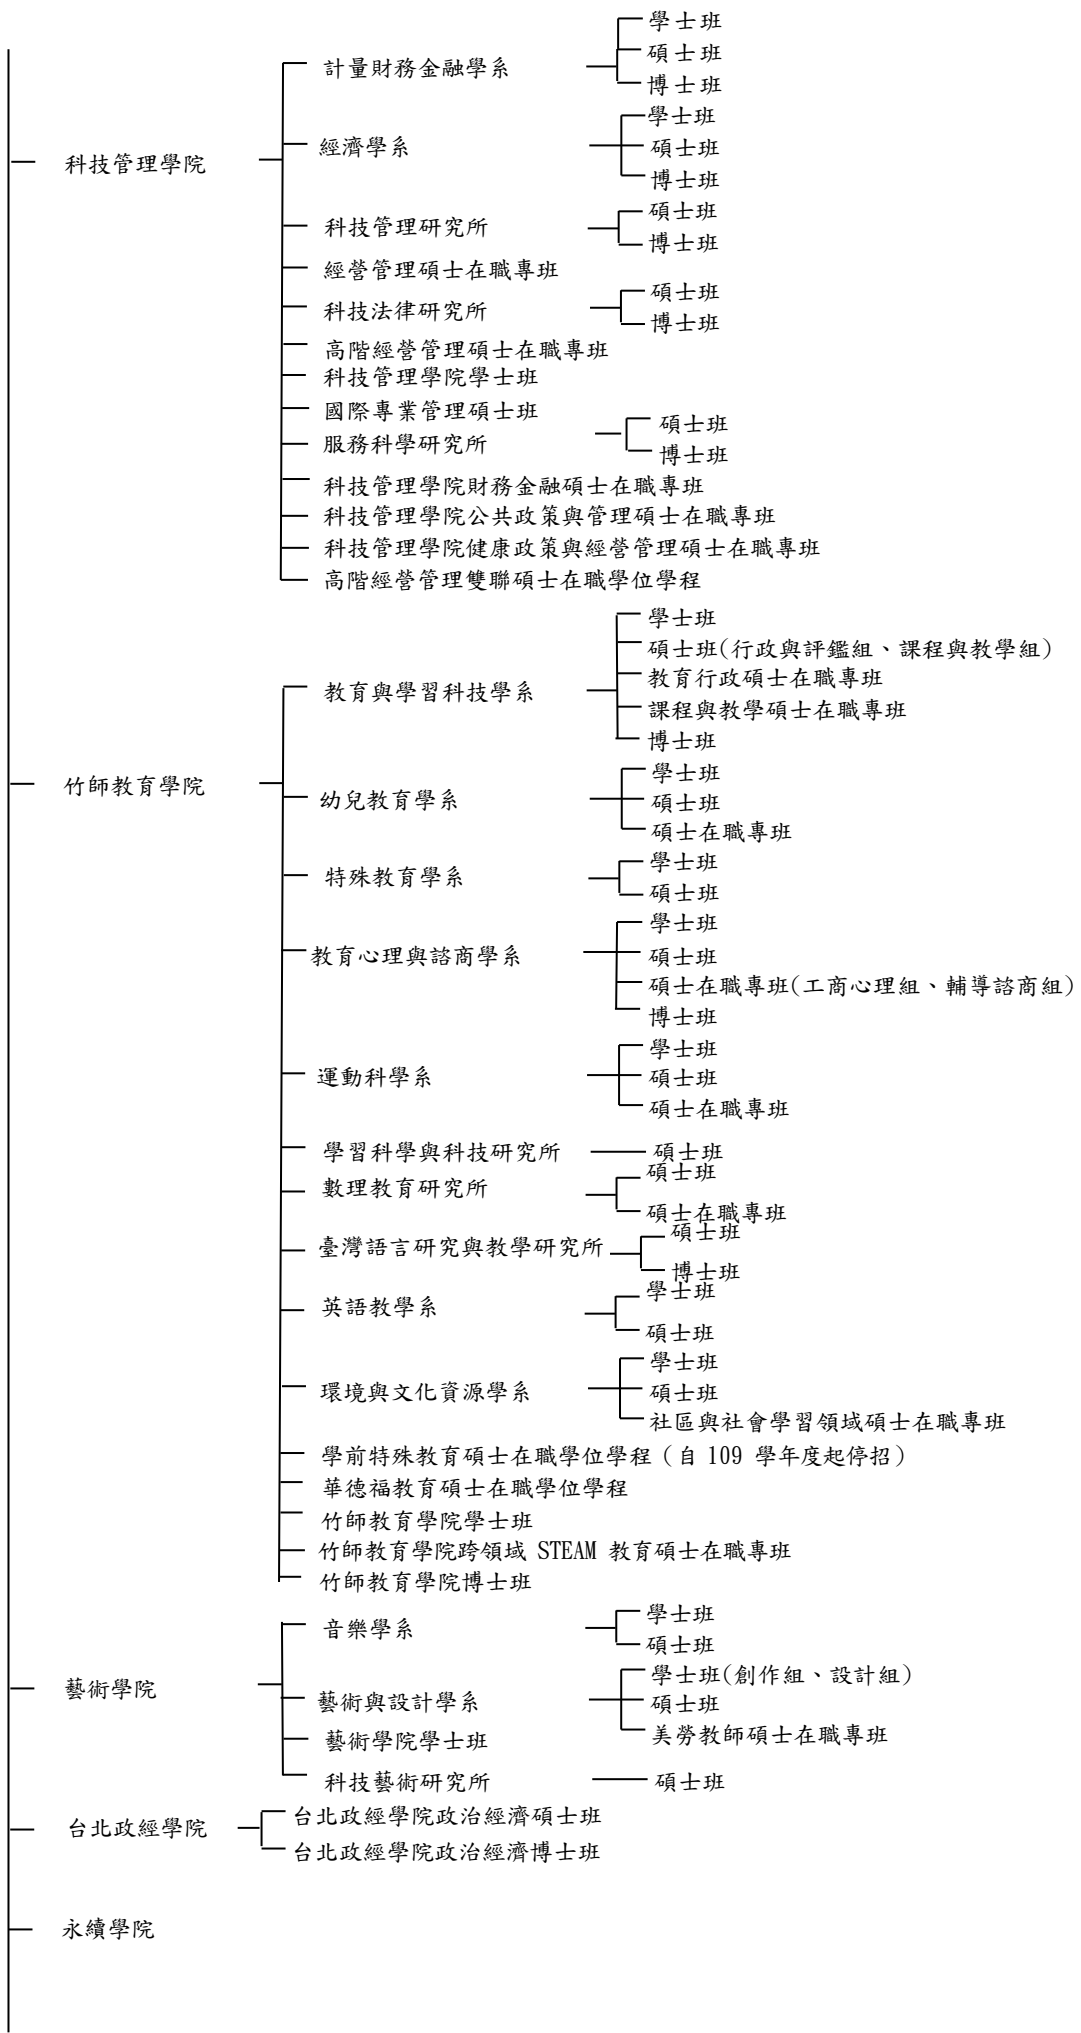 學士班
計量財務金融學系
碩士班
博士班
學士班
經濟學系
碩士班
科技管理學院
博士班
碩士班
科技管理研究所
博士班
經營管理碩士在職專班
碩士班
科技法律研究所
博士班
高階經營管理碩士在職專班
科技管理學院學士班
國際專業管理碩士班
碩士班
服務科學研究所
博士班
科技管理學院財務金融碩士在職專班
科技管理學院公共政策與管理碩士在職專班
科技管理學院健康政策與經營管理碩士在職專班
高階經營管理雙聯碩士在職學位學程
學士班
碩士班(行政與評鑑組、課程與教學組)
教育行政碩士在職專班
教育與學習科技學系
課程與教學碩士在職專班
博士班
竹師教育學院
學士班
幼兒教育學系
碩士班
碩士在職專班
學士班
特殊教育學系
碩士班
學士班
教育心理與諮商學系
碩士班
碩士在職專班(工商心理組、輔導諮商組)
博士班
學士班
運動科學系
碩士班
碩士在職專班
學習科學與科技研究所
碩士班
碩士班
數理教育研究所
碩士在職專班
碩士班
臺灣語言研究與教學研究所
博士班
學士班
英語教學系
碩士班
學士班
環境與文化資源學系
碩士班
社區與社會學習領域碩士在職專班
學前特殊教育碩士在職學位學程（自 109 學年度起停招）
華德福教育碩士在職學位學程
竹師教育學院學士班
竹師教育學院跨領域 STEAM 教育碩士在職專班
竹師教育學院博士班
學士班
音樂學系
碩士班
學士班(創作組、設計組)
藝術學院
藝術與設計學系
碩士班
美勞教師碩士在職專班
藝術學院學士班
科技藝術研究所
碩士班
台北政經學院政治經濟碩士班
台北政經學院
台北政經學院政治經濟博士班
永續學院